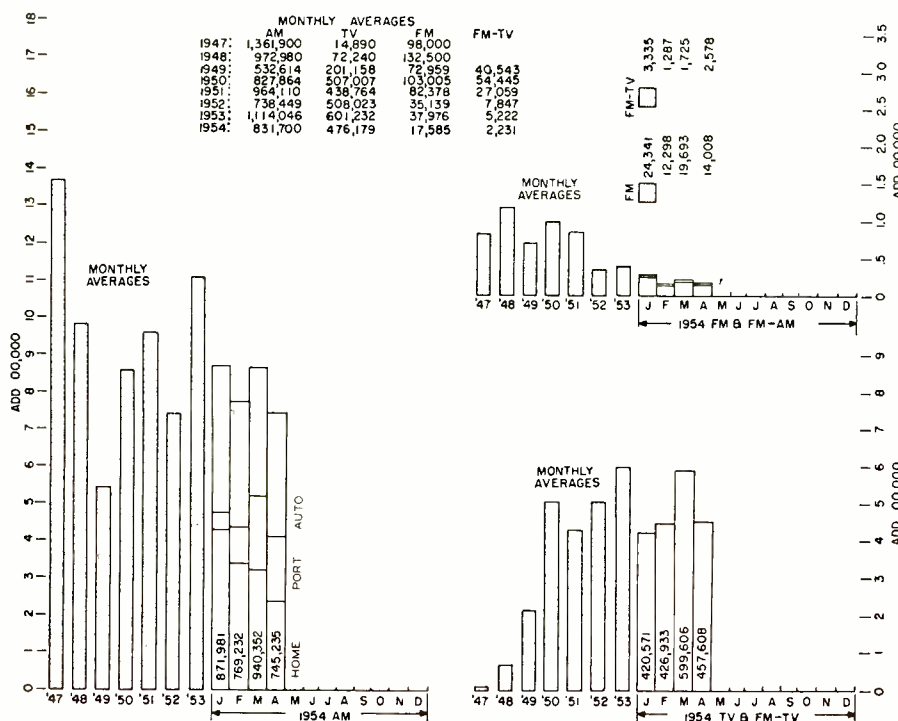 MONTHLY AVERAGES
AM TV FM FM-TV
1947: 1,361,900 14,890 98,000
1948: 972,980 72,240 132,500
1949: 532,614 201,158 72,959 40,543
1950: 827,864 507,007 103,005 54,445
1951: 964,110 438,764 82,378 27,059
1952: 738,449 508,023 35,139 7,847
1953: 1,114,046 601,232 37,976 5,222
1954: 831,700 476,179 17,585 2,231
18
17
16
15
14
13
12
11
10
9
8
7
6
5
4
3
2
1
0
ADD 00,000
MONTHLY
AVERAGES
871,981
769,232
940,352
745,235
HOME PORT AUTO
'47 '48 '49 '50 '51 '52 '53 J F M A M J J A S O N D
1954 AM
FM-TV
3,335
1,287
1,725
2,578
FM
24,341
12,298
19,693
14,008
MONTHLY
AVERAGES
3.5
3.0
2.5
2.0
1.5
1.0
.5
0
ADD 00,000
'47 '48 '49 '50 '51 '52 '53 J F M A M J J A S O N D
1954 FM & FM-AM
MONTHLY
AVERAGES
9
8
7
6
5
4
3
2
1
0
ADD 00,000
420,571
426,933
599,606
457,608
'47 '48 '49 '50 '51 '52 '53 J F M A M J J A S O N D
1954 TV & FM-TV